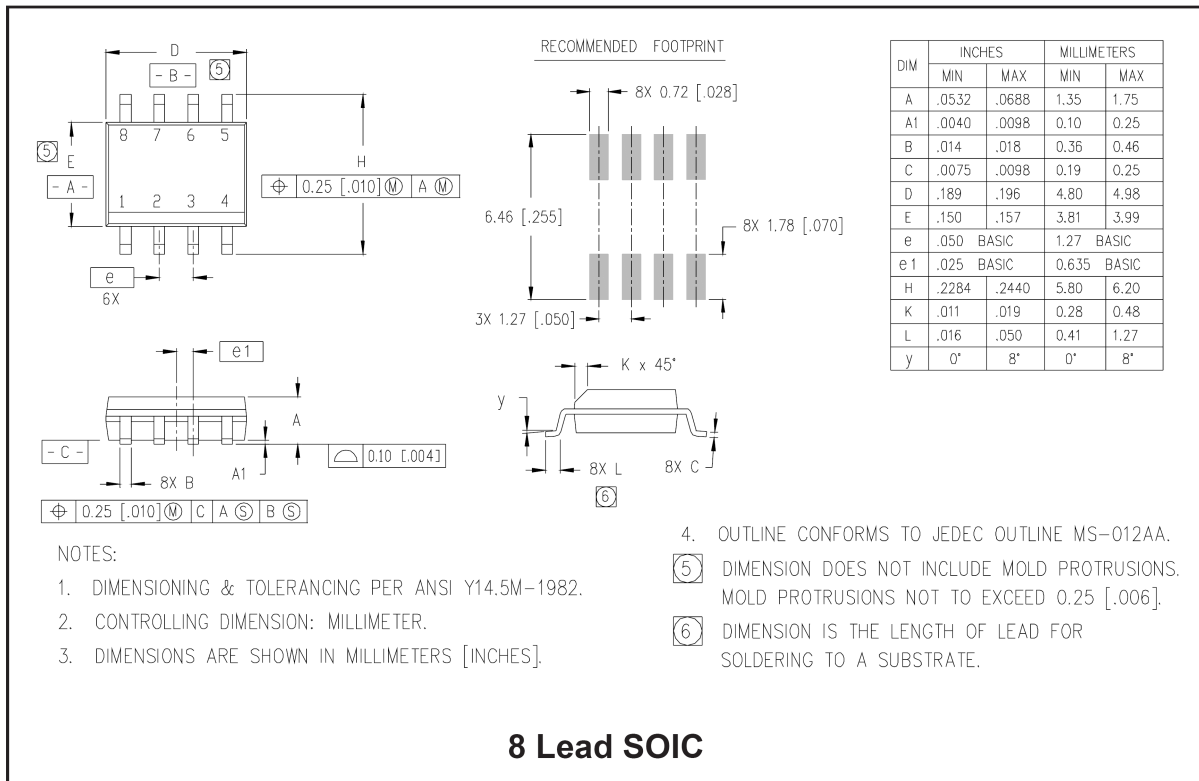 D
- B -
5
8 7 6 5
5
E
- A -
H
⌖ 0.25 [.010] Ⓜ A Ⓜ
1 2 3 4
e
6X
RECOMMENDED FOOTPRINT
8X 0.72 [.028]
6.46 [.255]
8X 1.78 [.070]
3X 1.27 [.050]
DIM INCHES MILLIMETERS
MIN MAX MIN MAX
A .0532 .0688 1.35 1.75
A1 .0040 .0098 0.10 0.25
B .014 .018 0.36 0.46
C .0075 .0098 0.19 0.25
D .189 .196 4.80 4.98
E .150 .157 3.81 3.99
e .050 BASIC 1.27 BASIC
e1 .025 BASIC 0.635 BASIC
H .2284 .2440 5.80 6.20
K .011 .019 0.28 0.48
L .016 .050 0.41 1.27
y 0° 8° 0° 8°
e1
A
- C -
8X B
A1
⌓ 0.10 [.004]
⌖ 0.25 [.010] Ⓜ C A Ⓢ B Ⓢ
K x 45°
y
8X L
8X C
6
NOTES:
1. DIMENSIONING & TOLERANCING PER ANSI Y14.5M-1982.
2. CONTROLLING DIMENSION: MILLIMETER.
3. DIMENSIONS ARE SHOWN IN MILLIMETERS [INCHES].
4. OUTLINE CONFORMS TO JEDEC OUTLINE MS-012AA.
5 DIMENSION DOES NOT INCLUDE MOLD PROTRUSIONS.
MOLD PROTRUSIONS NOT TO EXCEED 0.25 [.006].
6 DIMENSION IS THE LENGTH OF LEAD FOR
SOLDERING TO A SUBSTRATE.
8 Lead SOIC